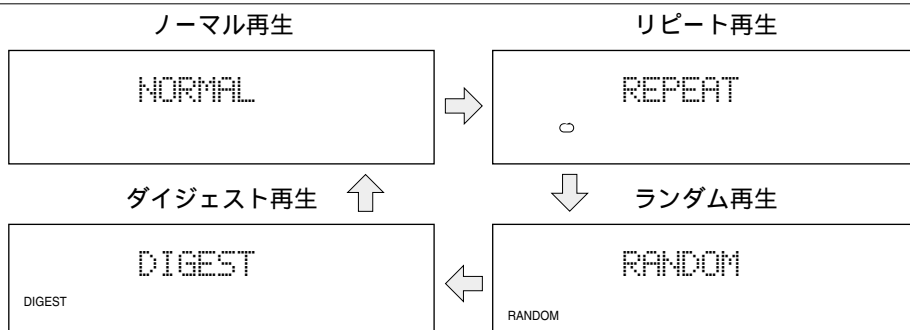 ノーマル再生
リピート再生
NORMAL
REPEAT
ダイジェスト再生
ランダム再生
DIGEST
RANDOM
DIGEST
RANDOM